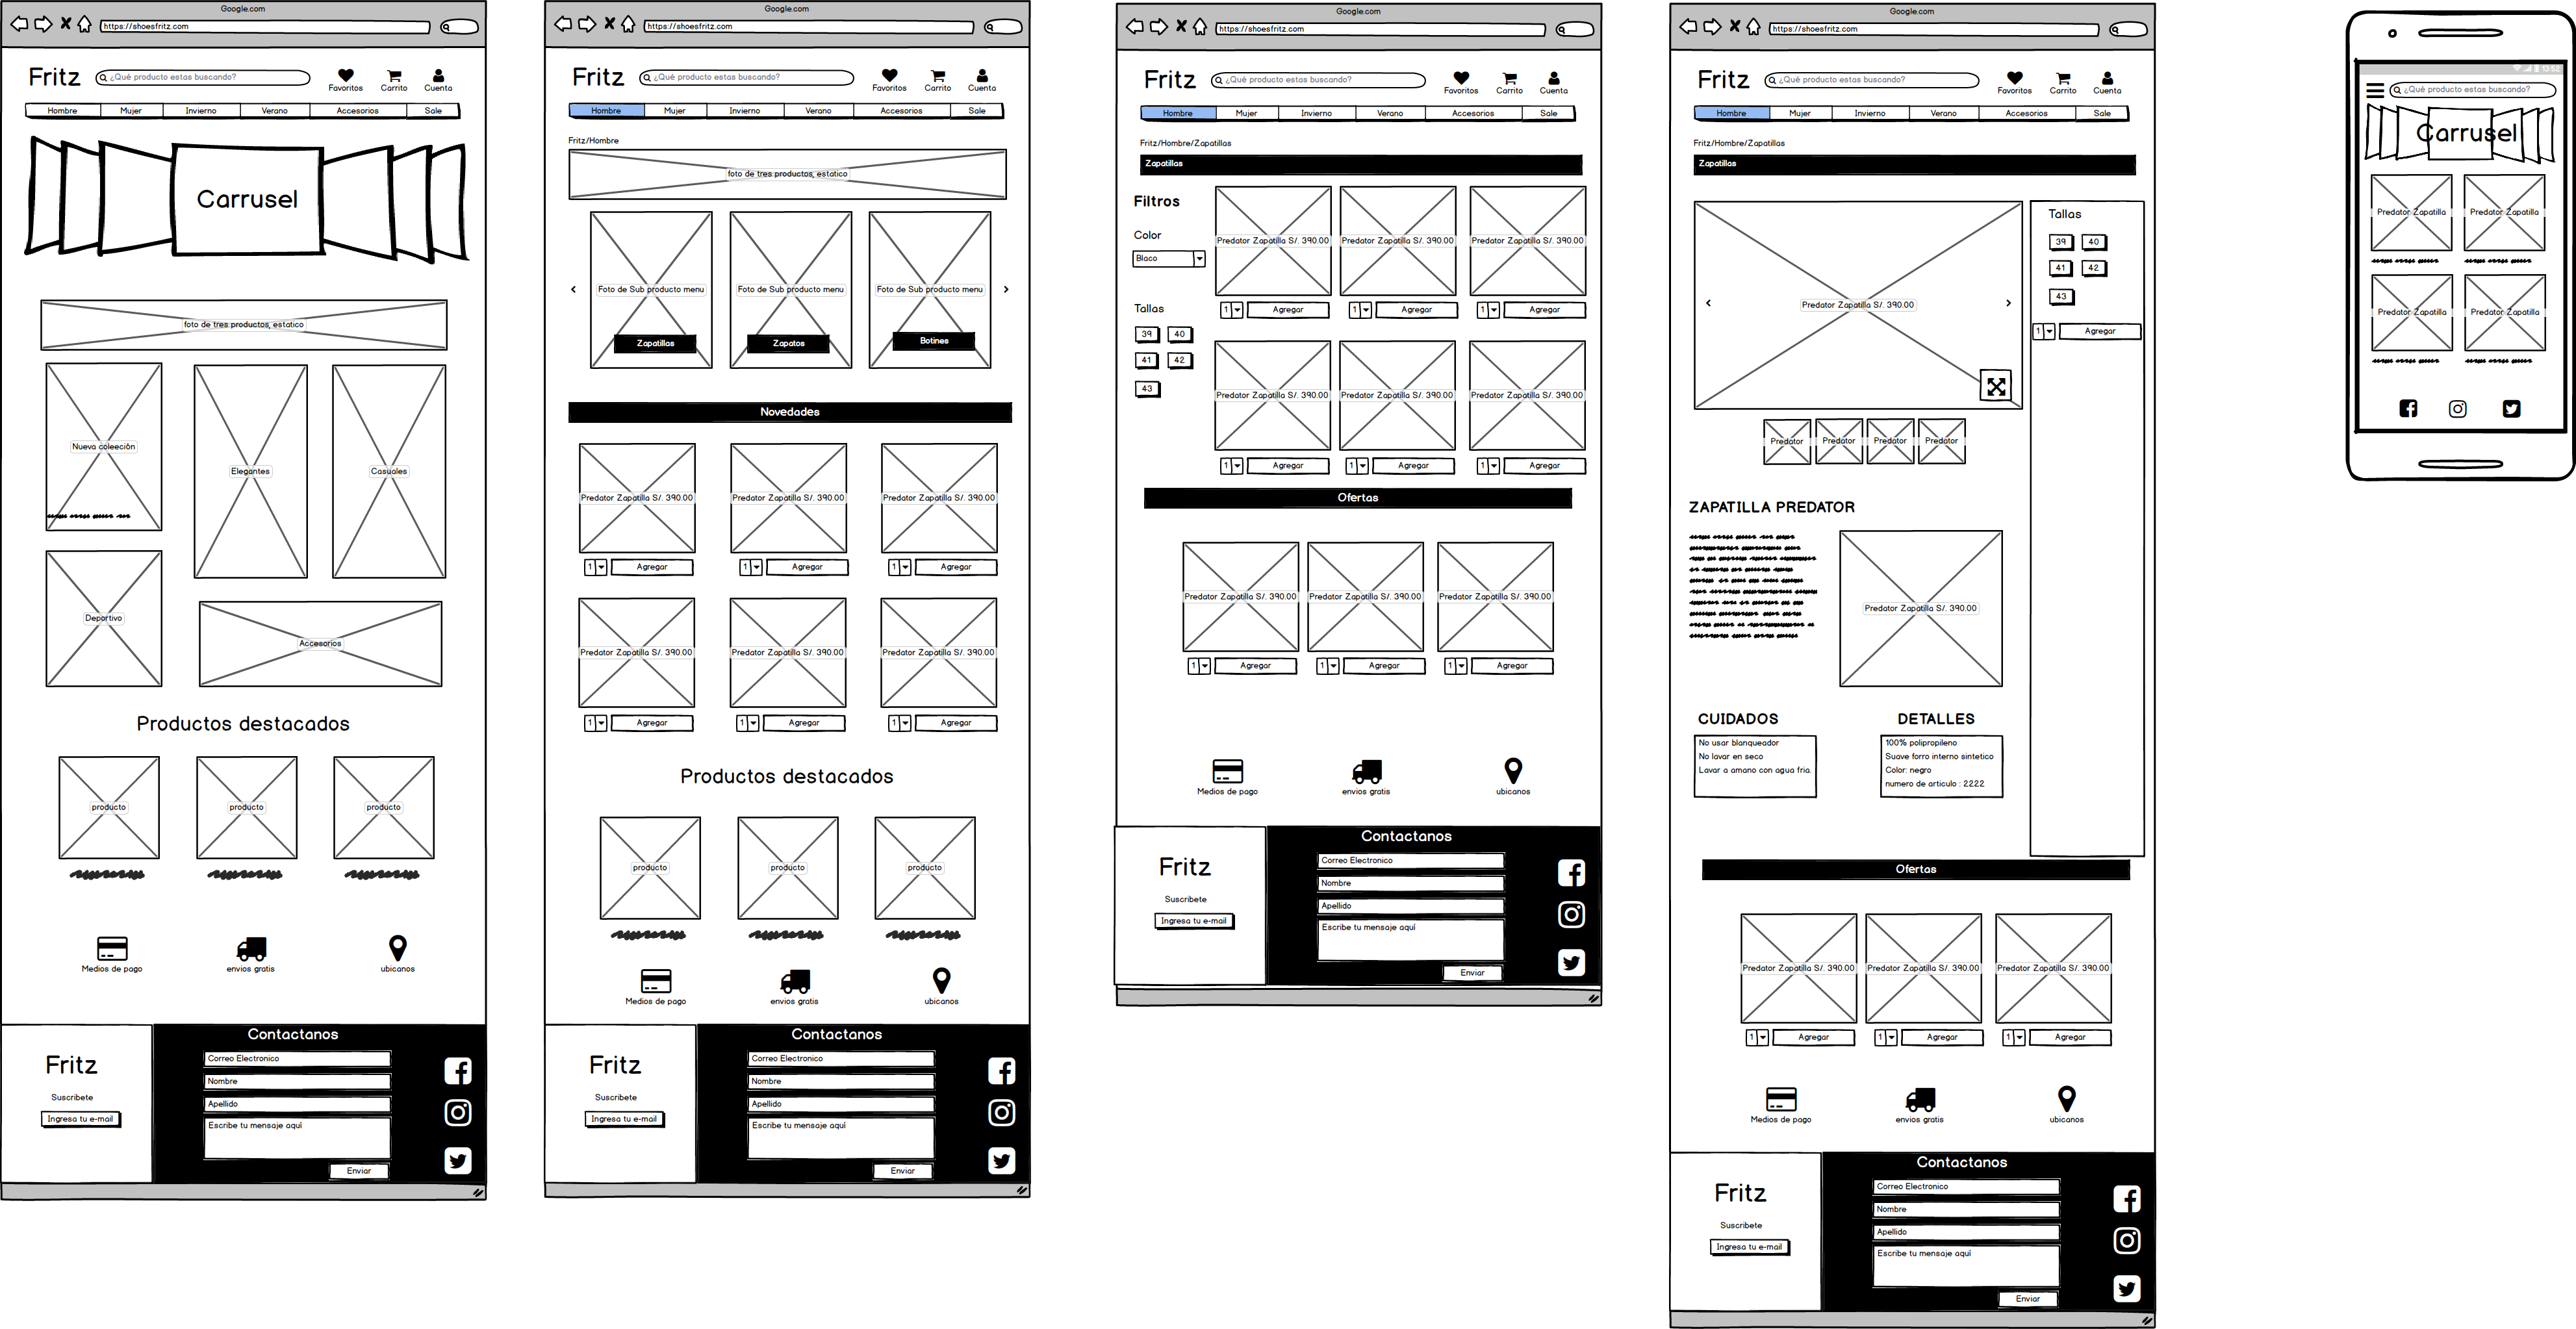 Google.com
https://shoesfritz.com
Fritz
¿Qué producto estas buscando?
Favoritos Carrito Cuenta
Hombre Mujer Invierno Verano Accesorios Sale
Carrusel
foto de tres productos, estatico
Nueva coleeción
Elegantes
Casuales
Deportivo
Accesorios
Productos destacados
producto producto producto
Medios de pago envios gratis ubicanos
Fritz
Suscribete
Ingresa tu e-mail
Contactanos
Correo Electronico
Nombre
Apellido
Escribe tu mensaje aquí
Enviar
Google.com
https://shoesfritz.com
Fritz
¿Qué producto estas buscando?
Favoritos Carrito Cuenta
Hombre Mujer Invierno Verano Accesorios Sale
Fritz/Hombre
foto de tres productos, estatico
Foto de Sub producto menu Foto de Sub producto menu Foto de Sub producto menu
Zapatillas Zapatos Botines
Novedades
Predator Zapatilla S/. 390.00 Predator Zapatilla S/. 390.00 Predator Zapatilla S/. 390.00
1 Agregar 1 Agregar 1 Agregar
Predator Zapatilla S/. 390.00 Predator Zapatilla S/. 390.00 Predator Zapatilla S/. 390.00
1 Agregar 1 Agregar 1 Agregar
Productos destacados
producto producto producto
Medios de pago envios gratis ubicanos
Fritz
Suscribete
Ingresa tu e-mail
Contactanos
Correo Electronico
Nombre
Apellido
Escribe tu mensaje aquí
Enviar
Google.com
https://shoesfritz.com
Fritz
¿Qué producto estas buscando?
Favoritos Carrito Cuenta
Hombre Mujer Invierno Verano Accesorios Sale
Fritz/Hombre/Zapatillas
Zapatillas
Filtros
Color
Blaco
Tallas
39 40
41 42
43
Predator Zapatilla S/. 390.00 Predator Zapatilla S/. 390.00 Predator Zapatilla S/. 390.00
1 Agregar 1 Agregar 1 Agregar
Predator Zapatilla S/. 390.00 Predator Zapatilla S/. 390.00 Predator Zapatilla S/. 390.00
1 Agregar 1 Agregar 1 Agregar
Ofertas
Predator Zapatilla S/. 390.00 Predator Zapatilla S/. 390.00 Predator Zapatilla S/. 390.00
1 Agregar 1 Agregar 1 Agregar
Medios de pago envios gratis ubicanos
Fritz
Suscribete
Ingresa tu e-mail
Contactanos
Correo Electronico
Nombre
Apellido
Escribe tu mensaje aquí
Enviar
Google.com
https://shoesfritz.com
Fritz
¿Qué producto estas buscando?
Favoritos Carrito Cuenta
Hombre Mujer Invierno Verano Accesorios Sale
Fritz/Hombre/Zapatillas
Zapatillas
Predator Zapatilla S/. 390.00
Tallas
39 40
41 42
43
1 Agregar
Predator Predator Predator Predator
ZAPATILLA PREDATOR
Predator Zapatilla S/. 390.00
CUIDADOS
No usar blanqueador
No lavar en seco
Lavar a amano con agua fria.
DETALLES
100% polipropileno
Suave forro interno sintetico
Color: negro
numero de articulo : 2222
Ofertas
Predator Zapatilla S/. 390.00 Predator Zapatilla S/. 390.00 Predator Zapatilla S/. 390.00
1 Agregar 1 Agregar 1 Agregar
Medios de pago envios gratis ubicanos
Fritz
Suscribete
Ingresa tu e-mail
Contactanos
Correo Electronico
Nombre
Apellido
Escribe tu mensaje aquí
Enviar
¿Qué producto estas buscando?
Carrusel
Predator Zapatilla Predator Zapatilla
Predator Zapatilla Predator Zapatilla